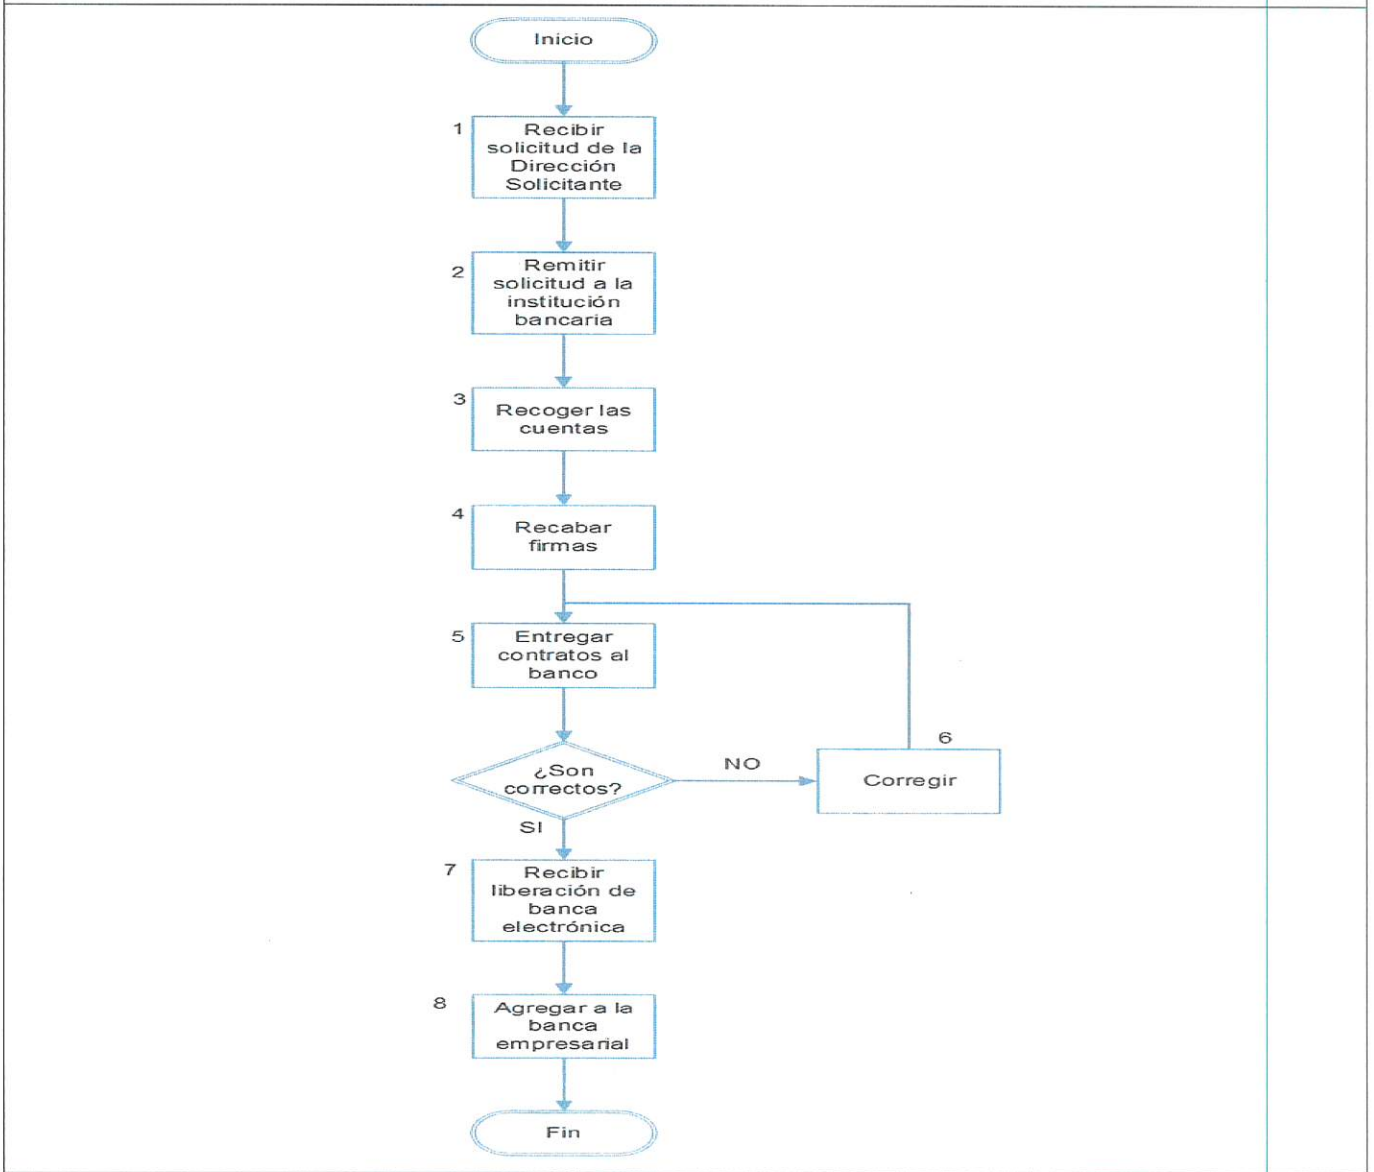 Inicio
1
Recibir
solicitud de la
Dirección
Solicitante
2
Remitir
solicitud a la
institución
bancaria
3
Recoger las
cuentas
4
Recabar
firmas
5
Entregar
contratos al
banco
¿Son
correctos?
NO
6
Corregir
SI
7
Recibir
liberación de
banca
electrónica
8
Agregar a la
banca
empresarial
Fin